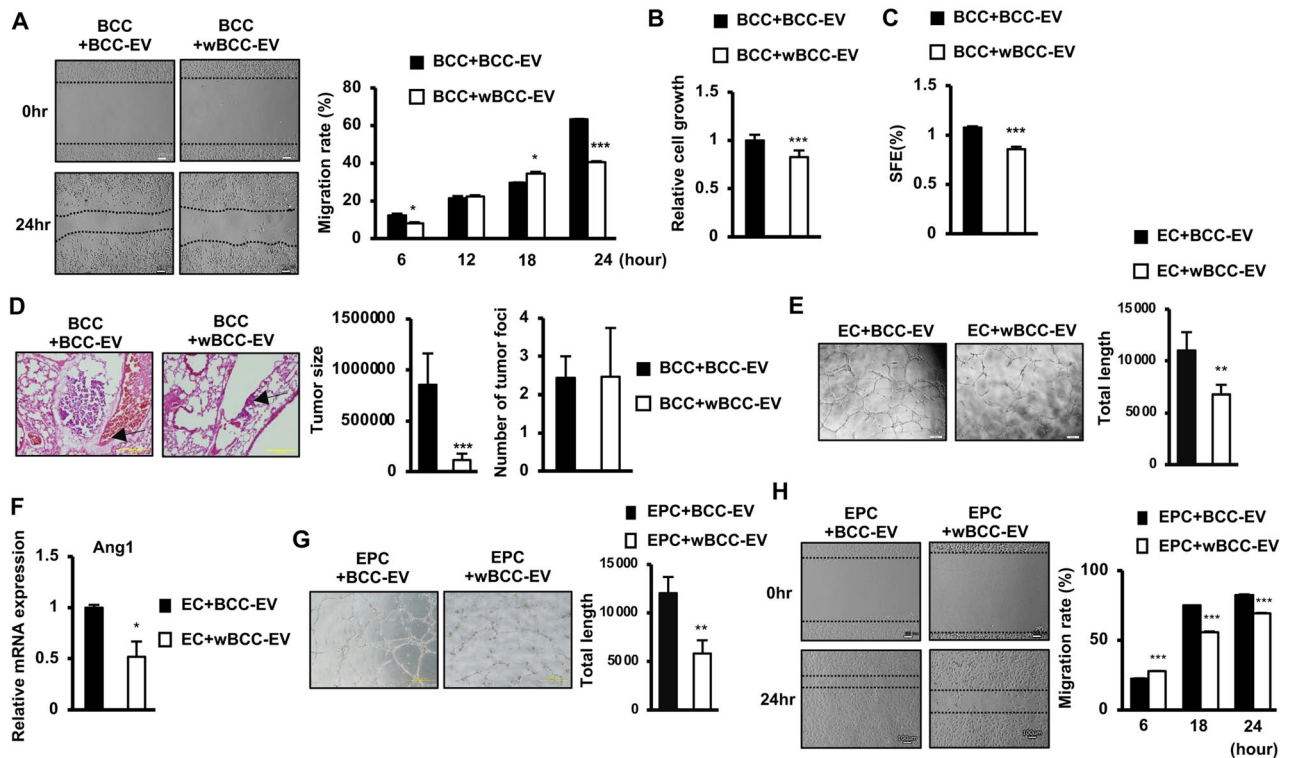 A
BCC
+BCC-EV
BCC
+wBCC-EV
0hr
24hr
BCC+BCC-EV
BCC+wBCC-EV
Migration rate (%)
80
60
40
20
0
*
*
***
6 12 18 24 (hour)
B
BCC+BCC-EV
BCC+wBCC-EV
Relative cell growth
1.5
1
0.5
0
***
C
BCC+BCC-EV
BCC+wBCC-EV
SFE(%)
1.5
1
0.5
0
***
D
BCC
+BCC-EV
BCC
+wBCC-EV
Tumor size
1500000
1000000
500000
0
***
Number of tumor foci
4
3
2
1
0
BCC+BCC-EV
BCC+wBCC-EV
E
EC+BCC-EV
EC+wBCC-EV
EC+BCC-EV
EC+wBCC-EV
Total length
15000
10000
5000
0
**
F
Relative mRNA expression
Ang1
1.5
1
0.5
0
*
EC+BCC-EV
EC+wBCC-EV
G
EPC
+BCC-EV
EPC
+wBCC-EV
EPC+BCC-EV
EPC+wBCC-EV
Total length
15000
10000
5000
0
**
H
EPC
+BCC-EV
EPC
+wBCC-EV
0hr
24hr
100μm
100μm
EPC+BCC-EV
EPC+wBCC-EV
Migration rate (%)
100
50
0
***
***
***
6 18 24
(hour)